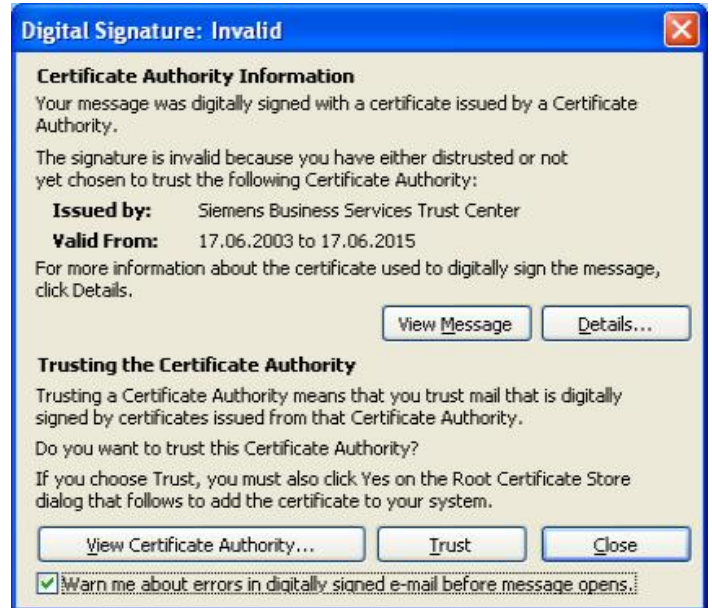 Digital Signature: Invalid
Certificate Authority Information
Your message was digitally signed with a certificate issued by a Certificate
Authority.
The signature is invalid because you have either distrusted or not
yet chosen to trust the following Certificate Authority:
Issued by: Siemens Business Services Trust Center
Valid From: 17.06.2003 to 17.06.2015
For more information about the certificate used to digitally sign the message,
click Details.
View Message Details...
Trusting the Certificate Authority
Trusting a Certificate Authority means that you trust mail that is digitally
signed by certificates issued from that Certificate Authority.
Do you want to trust this Certificate Authority?
If you choose Trust, you must also click Yes on the Root Certificate Store
dialog that follows to add the certificate to your system.
View Certificate Authority... Trust Close
Warn me about errors in digitally signed e-mail before message opens.